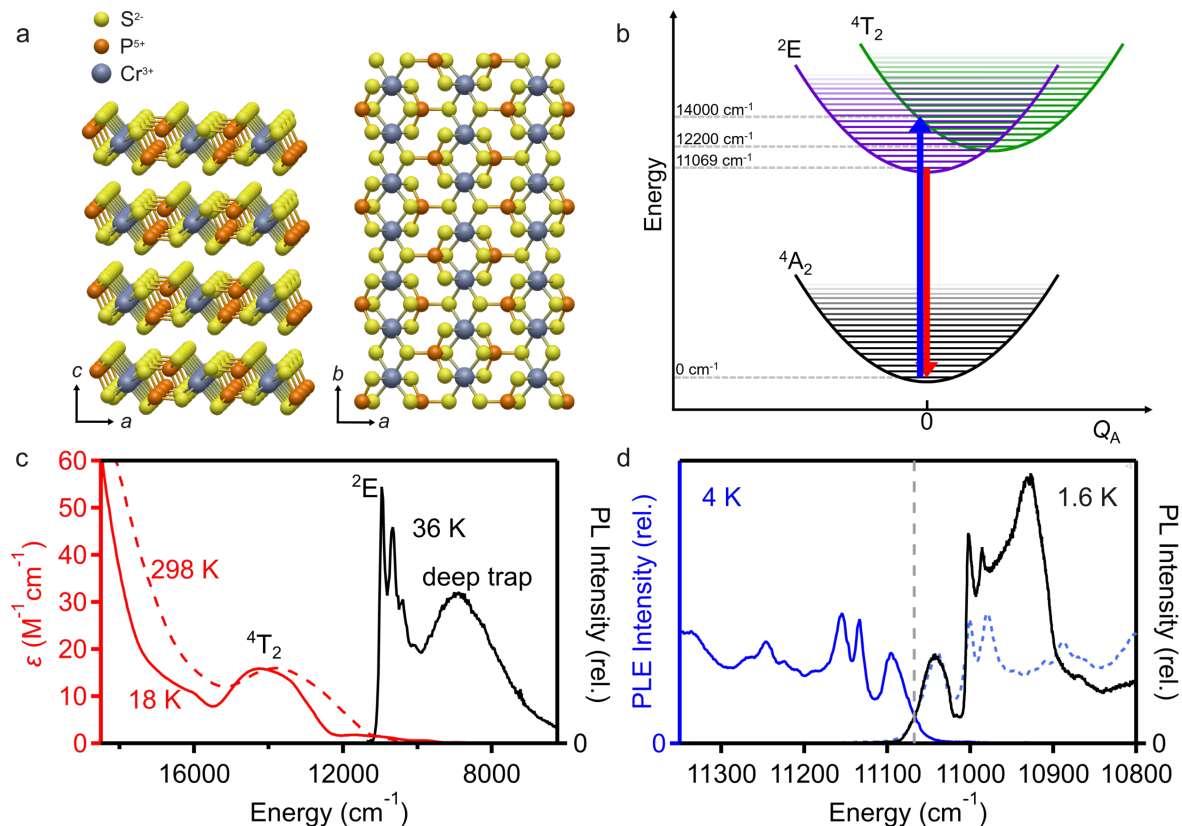 a
S²⁻
P⁵⁺
Cr³⁺
c
a
b
a
b
Energy
⁴T₂
²E
14000 cm⁻¹
12200 cm⁻¹
11069 cm⁻¹
⁴A₂
0 cm⁻¹
0
Q_A
c
ε (M⁻¹cm⁻¹)
60
50
40
30
20
10
0
298 K
18 K
⁴T₂
²E
36 K
deep trap
PL Intensity (rel.)
0
16000
12000
8000
Energy (cm⁻¹)
d
PLE Intensity (rel.)
0
4 K
1.6 K
PL Intensity (rel.)
0
11300
11200
11100
11000
10900
10800
Energy (cm⁻¹)